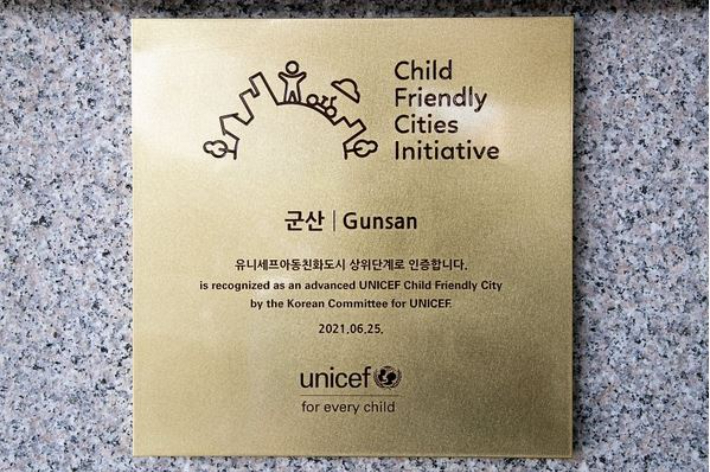 Child
Friendly
Cities
Initiative
군산 | Gunsan
유니세프아동친화도시 상위단계로 인증합니다.
is recognized as an advanced UNICEF Child Friendly City
by the Korean Committee for UNICEF.
2021.06.25.
unicef
for every child